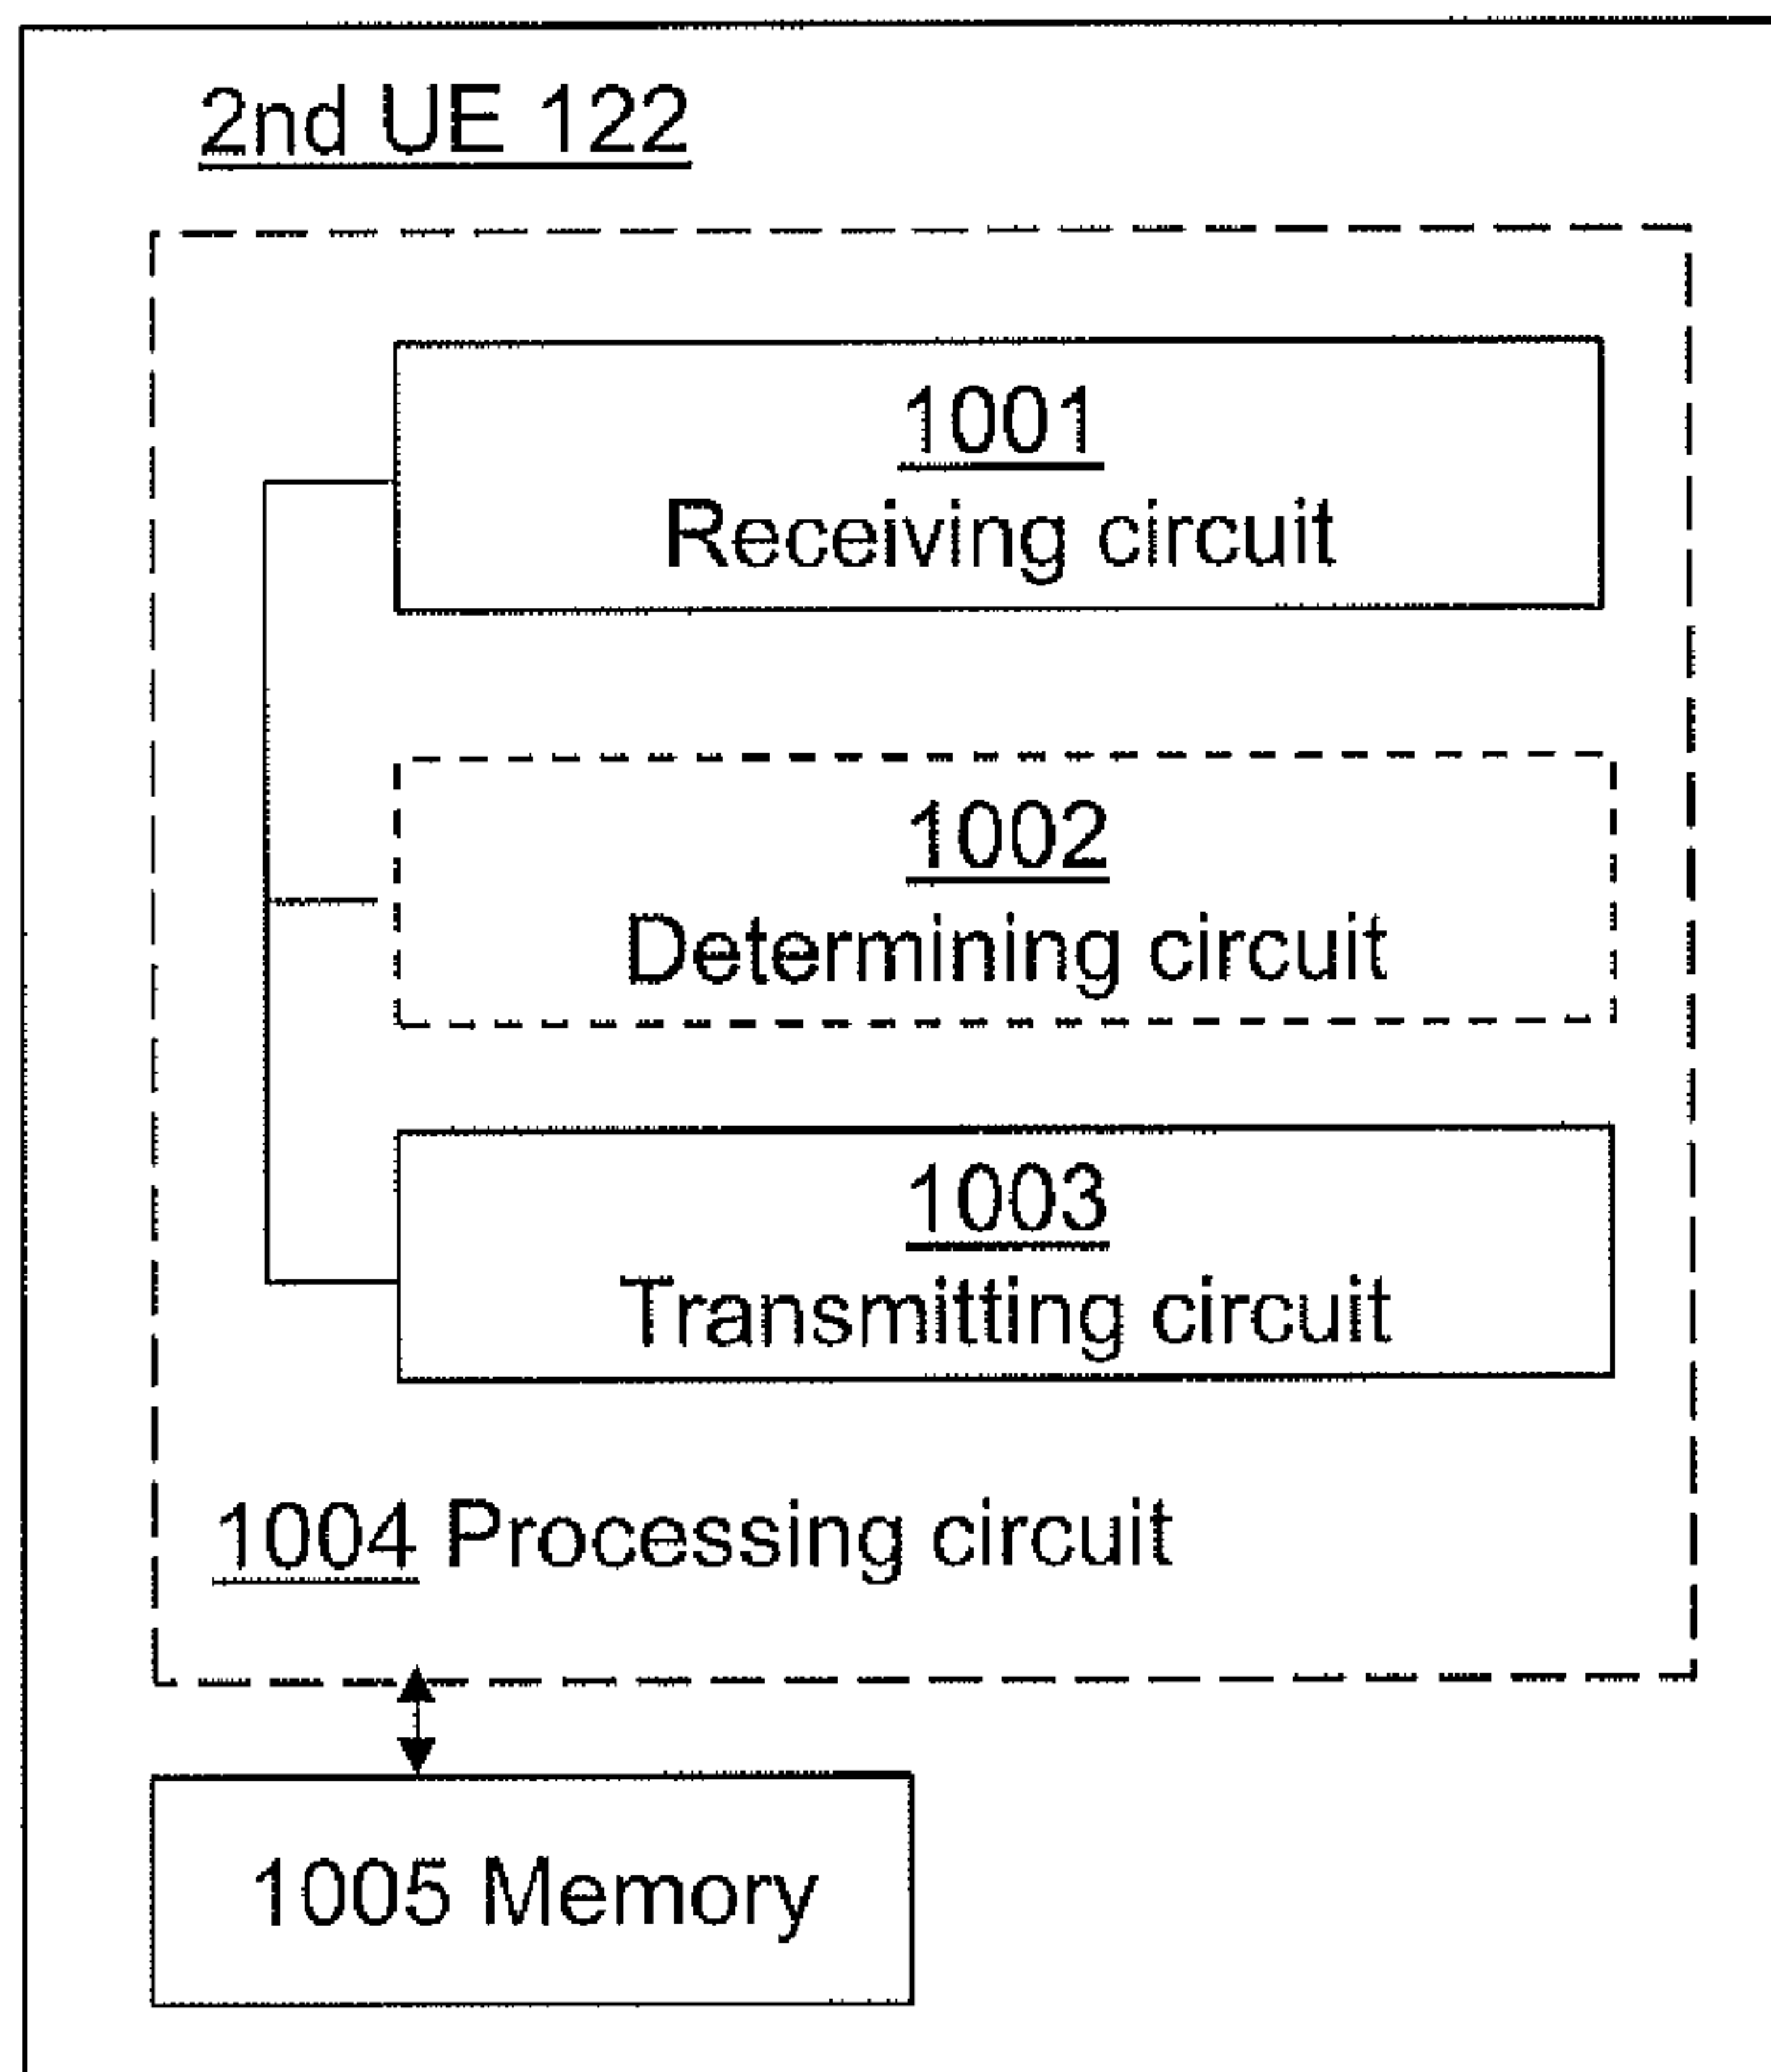 2nd UE 122
1001
Receiving circuit
1002
Determining circuit
1003
Transmitting circuit
1004 Processing circuit
1005 Memory